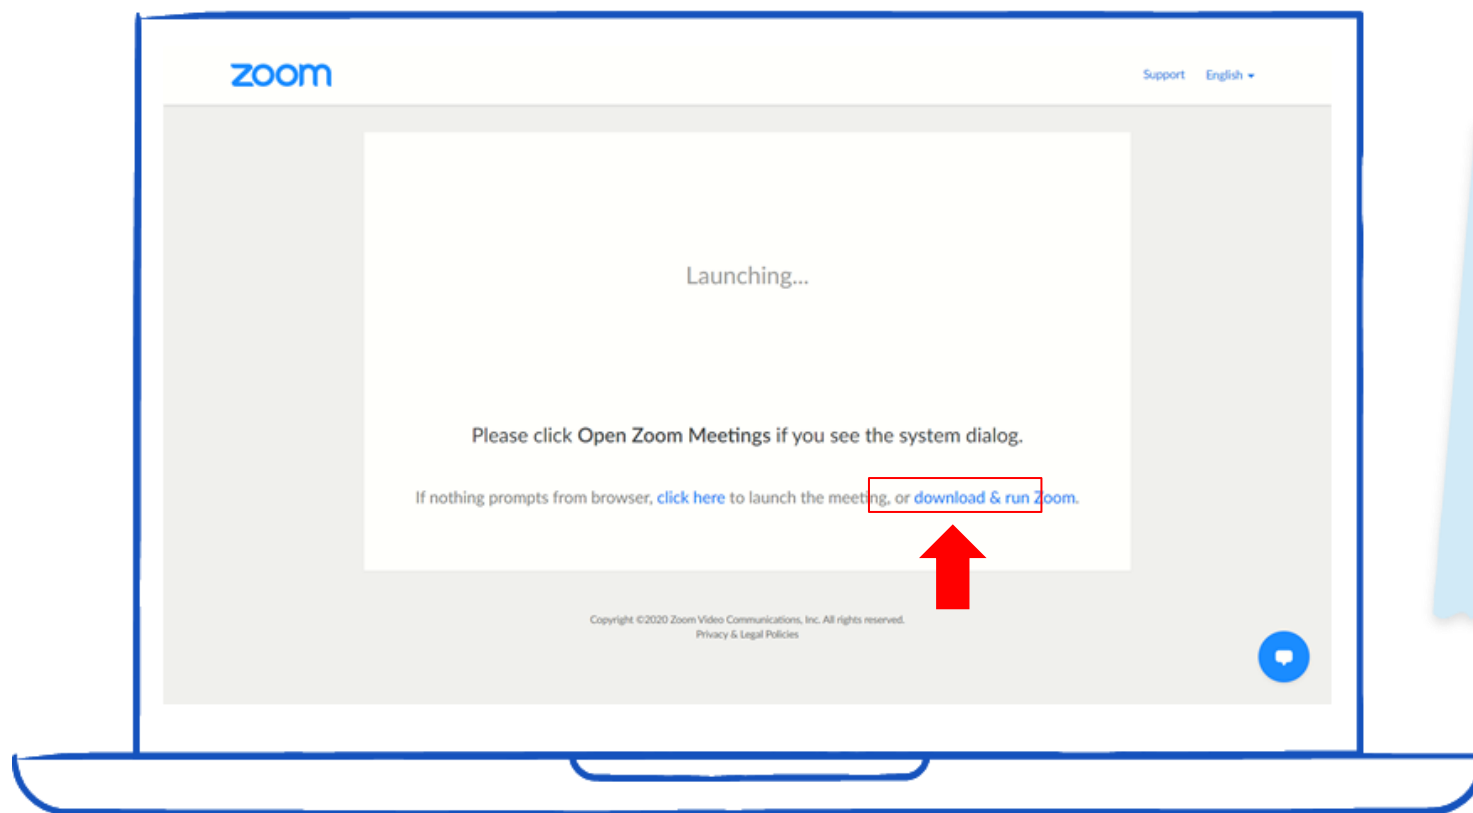 zoom
Support English
Launching...
Please click Open Zoom Meetings if you see the system dialog.
If nothing prompts from browser, click here to launch the meeting, or download & run Zoom.
Copyright ©2020 Zoom Video Communications, Inc. All rights reserved.
Privacy & Legal Policies